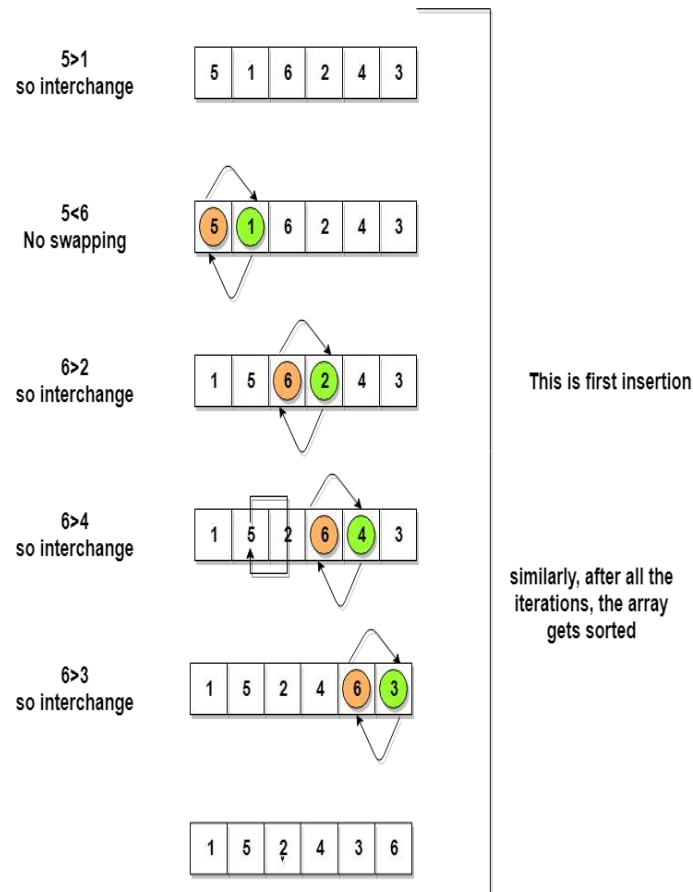 5>1
so interchange
5 1 6 2 4 3
5<6
No swapping
5 1 6 2 4 3
6>2
so interchange
1 5 6 2 4 3
This is first insertion
6>4
so interchange
1 5 2 6 4 3
similarly, after all the
iterations, the array
gets sorted
6>3
so interchange
1 5 2 4 6 3
1 5 2 4 3 6